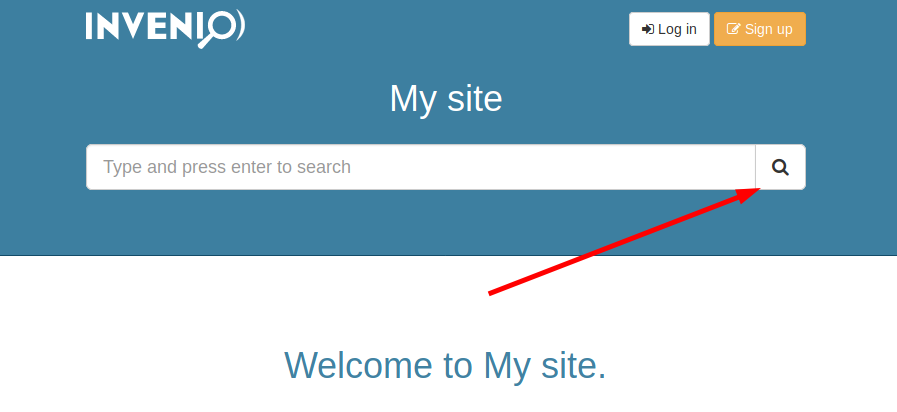 INVENIO
Log in
Sign up
My site
Type and press enter to search
Welcome to My site.